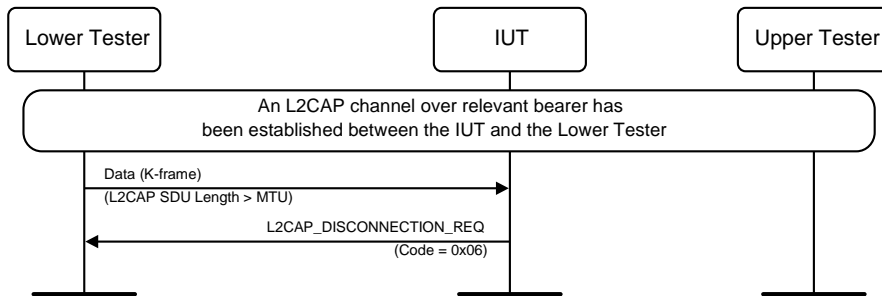 Lower Tester
IUT
Upper Tester
An L2CAP channel over relevant bearer has
been established between the IUT and the Lower Tester
Data (K-frame)
(L2CAP SDU Length > MTU)
L2CAP_DISCONNECTION_REQ
(Code = 0x06)